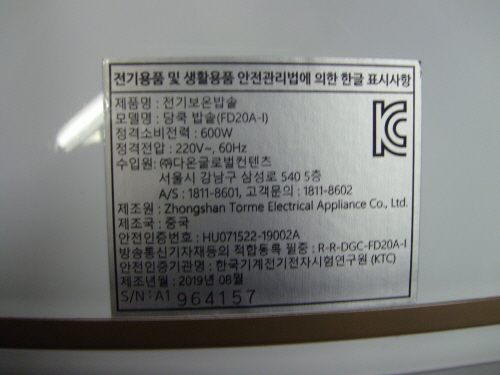 전기용품 및 생활용품 안전관리법에 의한 한글 표시사항
제품명 : 전기보온밥솥
모델명 : 당쿡 밥솥(FD20A-I)
정격소비전력 : 600W
정격전압 : 220V~, 60Hz
수입원 : ㈜다온글로벌컨텐츠
서울시 강남구 삼성로 540 5층
A/S : 1811-8601, 고객문의 : 1811-8602
제조원 : Zhongshan Torme Electrical Appliance Co., Ltd.
제조국 : 중국
안전인증번호 : HU071522-19002A
방송통신기자재등의 적합등록 필증 : R-R-DGC-FD20A-I
안전인증기관명 : 한국기계전기전자시험연구원 (KTC)
제조년월 : 2019년 08월
S/N : A1 964157
KC